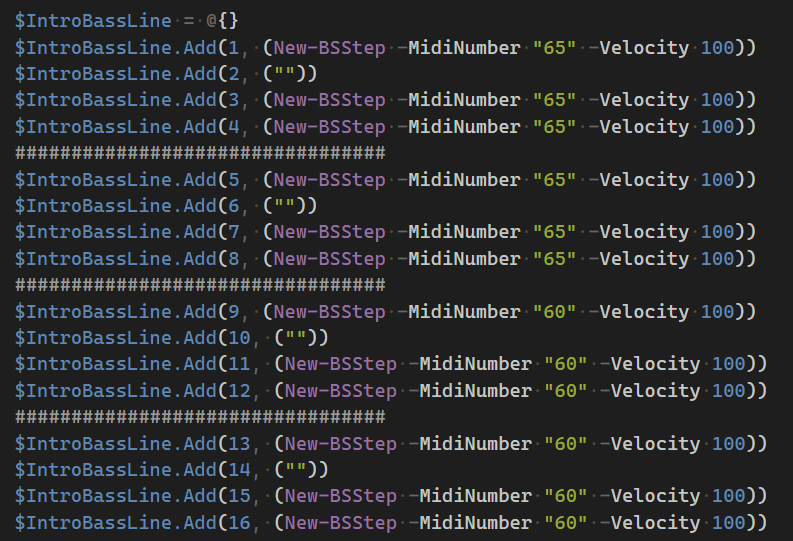 $IntroBassLine = @{}
$IntroBassLine.Add(1, (New-BSStep -MidiNumber "65" -Velocity 100))
$IntroBassLine.Add(2, (""))
$IntroBassLine.Add(3, (New-BSStep -MidiNumber "65" -Velocity 100))
$IntroBassLine.Add(4, (New-BSStep -MidiNumber "65" -Velocity 100))
#################################
$IntroBassLine.Add(5, (New-BSStep -MidiNumber "65" -Velocity 100))
$IntroBassLine.Add(6, (""))
$IntroBassLine.Add(7, (New-BSStep -MidiNumber "65" -Velocity 100))
$IntroBassLine.Add(8, (New-BSStep -MidiNumber "65" -Velocity 100))
#################################
$IntroBassLine.Add(9, (New-BSStep -MidiNumber "60" -Velocity 100))
$IntroBassLine.Add(10, (""))
$IntroBassLine.Add(11, (New-BSStep -MidiNumber "60" -Velocity 100))
$IntroBassLine.Add(12, (New-BSStep -MidiNumber "60" -Velocity 100))
#################################
$IntroBassLine.Add(13, (New-BSStep -MidiNumber "60" -Velocity 100))
$IntroBassLine.Add(14, (""))
$IntroBassLine.Add(15, (New-BSStep -MidiNumber "60" -Velocity 100))
$IntroBassLine.Add(16, (New-BSStep -MidiNumber "60" -Velocity 100))